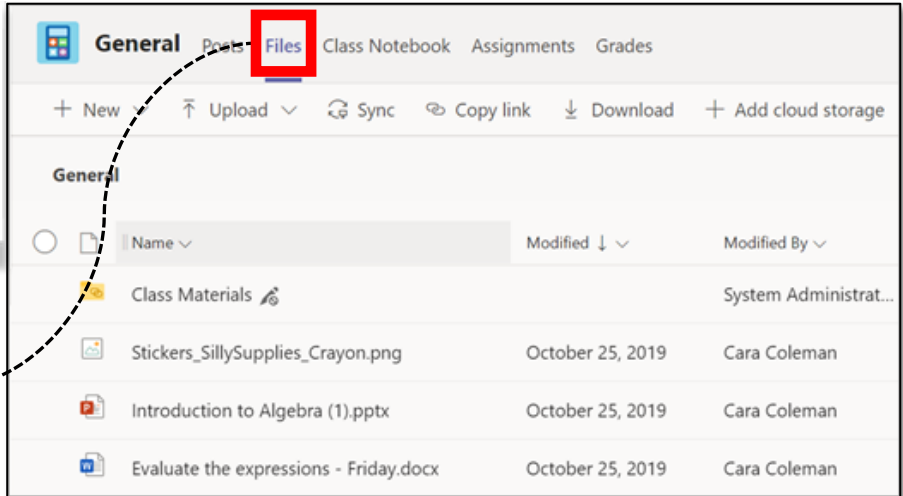 General Posts Files Class Notebook Assignments Grades
+ New Upload Sync Copy link Download + Add cloud storage
General
Name Modified ↓ Modified By
Class Materials System Administrat...
Stickers_SillySupplies_Crayon.png October 25, 2019 Cara Coleman
Introduction to Algebra (1).pptx October 25, 2019 Cara Coleman
Evaluate the expressions - Friday.docx October 25, 2019 Cara Coleman